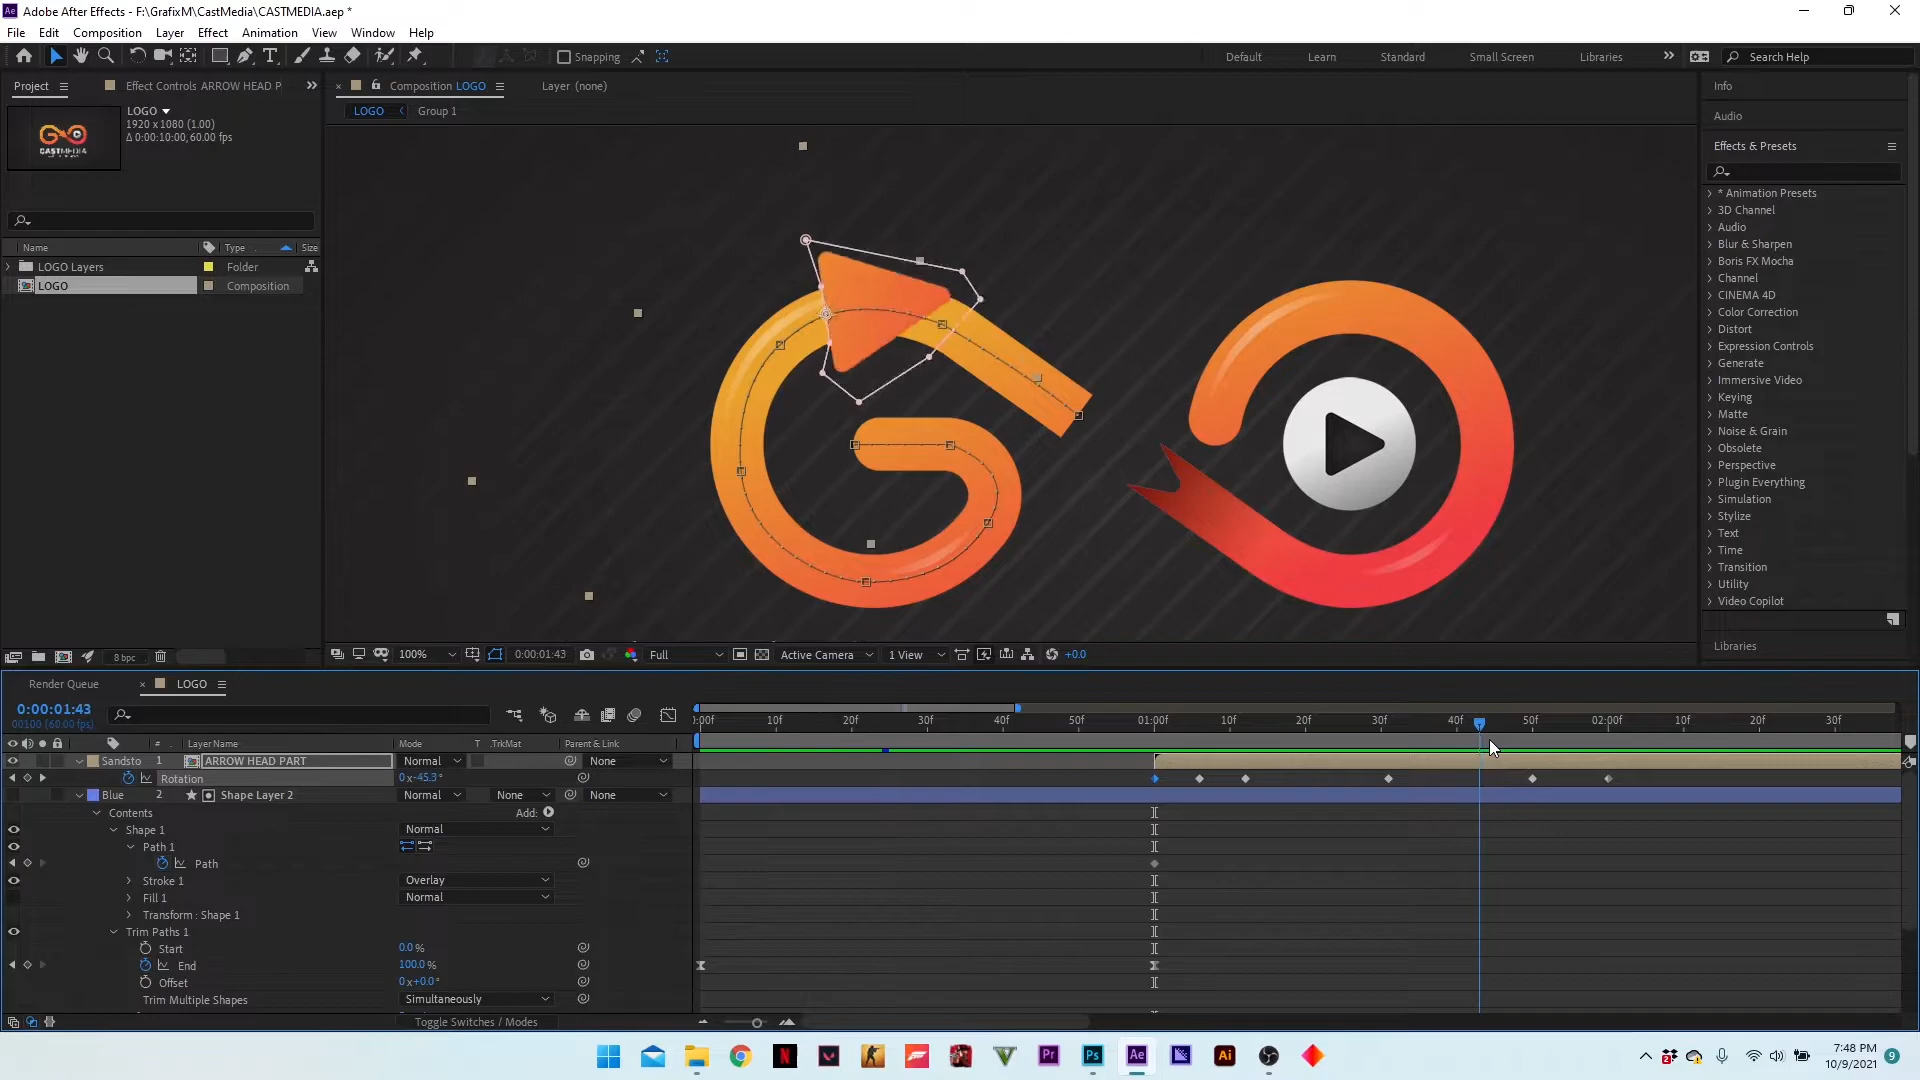 Adobe After Effects - F:\GrafixM\CastMedia\CASTMEDIA.aep *
File Edit Composition Layer Effect Animation View Window Help
Snapping
Default Learn Standard Small Screen Libraries
Search Help
Project Effect Controls ARROW HEAD P
Composition LOGO Layer (none)
LOGO
1920 x 1080 (1.00)
Δ 0:00:10:00, 60.00 fps
CASTMEDIA
LOGO Group 1
Name Type Size
LOGO Layers Folder
LOGO Composition
8 bpc
100% 0:00:01:43 Full Active Camera 1 View +0.0
Info
Audio
Effects & Presets
* Animation Presets
3D Channel
Audio
Blur & Sharpen
Boris FX Mocha
Channel
CINEMA 4D
Color Correction
Distort
Expression Controls
Generate
Immersive Video
Keying
Matte
Noise & Grain
Obsolete
Perspective
Plugin Everything
Simulation
Stylize
Text
Time
Transition
Utility
Video Copilot
Libraries
Render Queue LOGO
0:00:01:43
00100 (60.00 fps)
):00f 10f 20f 30f 40f 50f 01:00f 10f 20f 30f 40f 50f 02:00f 10f 20f 30f
# Layer Name Mode T .TrkMat Parent & Link
Sandsto 1 ARROW HEAD PART Normal None
Rotation 0x-45.3°
Blue 2 Shape Layer 2 Normal None None
Contents Add:
Shape 1 Normal
Path 1
Path
Stroke 1 Overlay
Fill 1 Normal
Transform : Shape 1
Trim Paths 1
Start 0.0%
End 100.0%
Offset 0x+0.0°
Trim Multiple Shapes Simultaneously
Toggle Switches / Modes
7:48 PM
10/9/2021
9